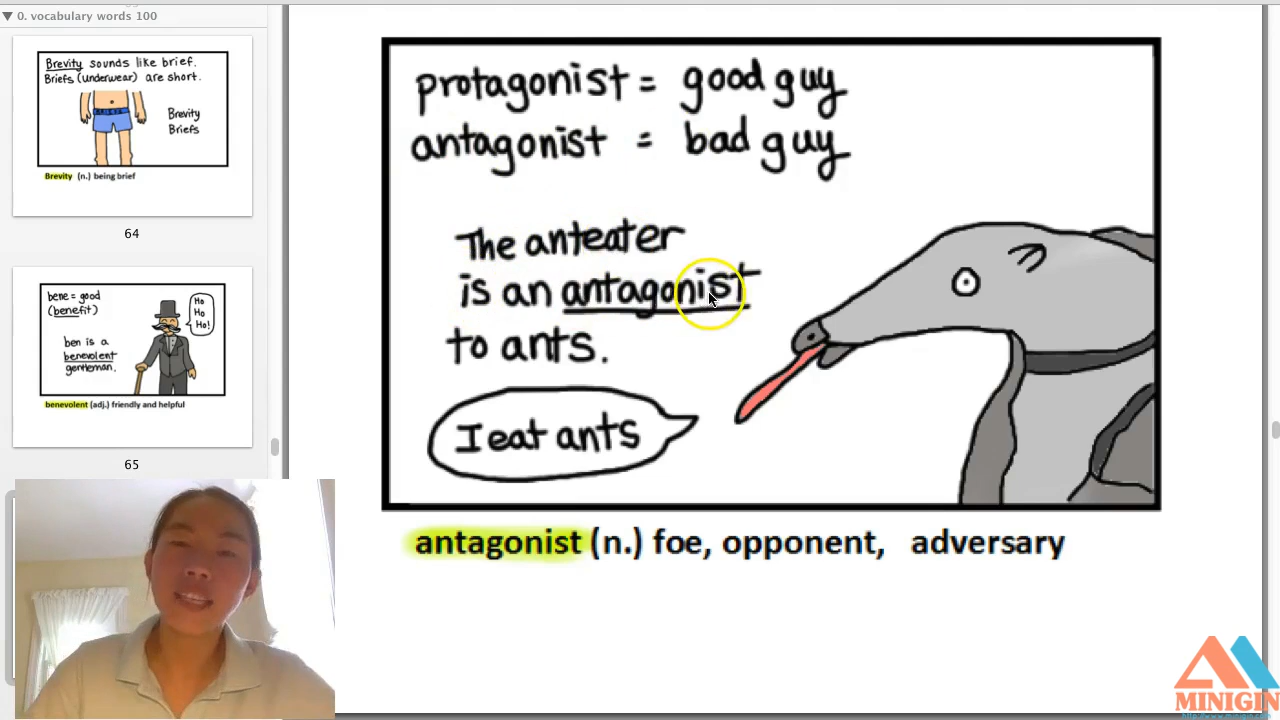 0. vocabulary words 100
Brevity sounds like brief.
Briefs (underwear) are short.
Brevity
Briefs
Brevity (n.) being brief
64
bene = good
(benefit)
Ho
Ho
Ho!
ben is a
benevolent
gentleman.
benevolent (adj.) friendly and helpful
65
protagonist = good guy
antagonist = bad guy
The anteater
is an antagonist
to ants.
I eat ants
antagonist (n.) foe, opponent, adversary
MINIGIN